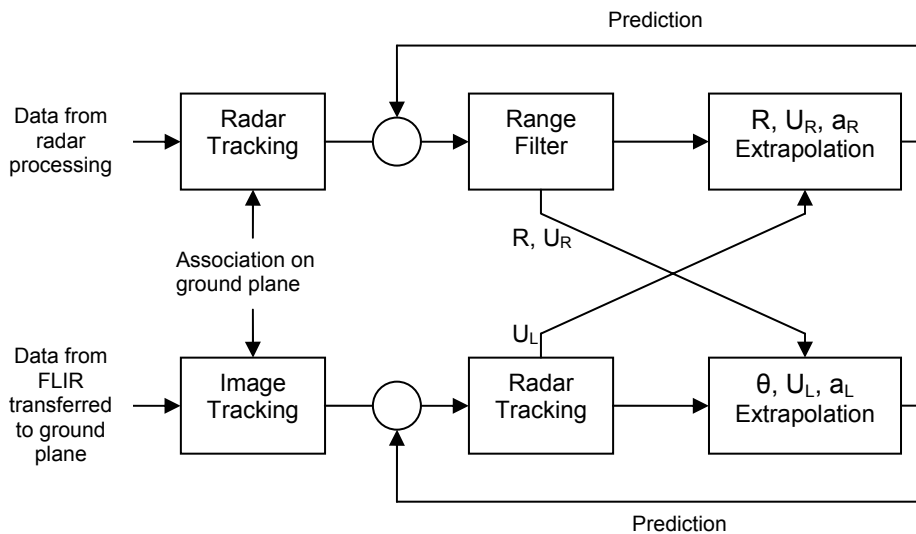 Prediction
Data from
radar
processing
Radar
Tracking
Range
Filter
R, U_R, a_R
Extrapolation
R, U_R
Association on
ground plane
U_L
Data from
FLIR
transferred
to ground
plane
Image
Tracking
Radar
Tracking
θ, U_L, a_L
Extrapolation
Prediction